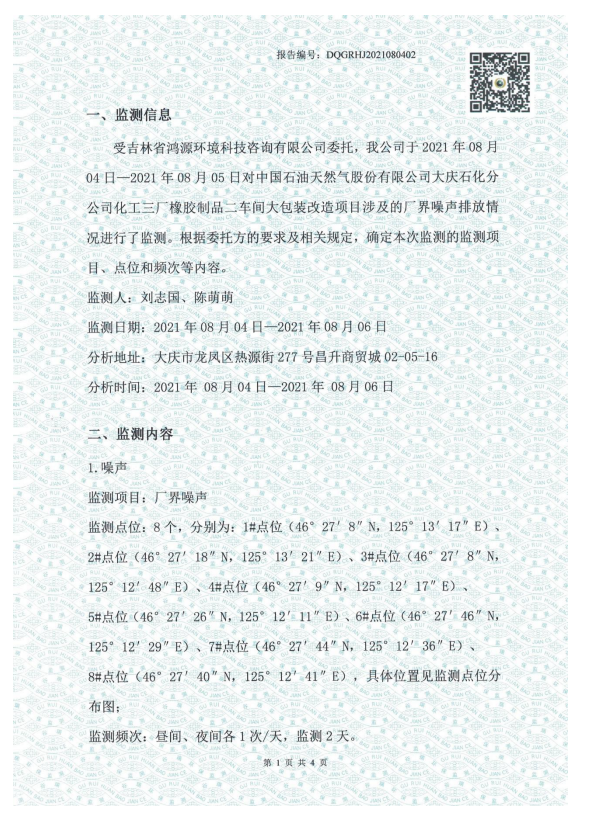 报告编号：DQGRHJ2021080402
一、监测信息
受吉林省鸿源环境科技咨询有限公司委托，我公司于 2021 年 08 月
04 日—2021 年 08 月 05 日对中国石油天然气股份有限公司大庆石化分
公司化工三厂橡胶制品二车间大包装改造项目涉及的厂界噪声排放情
况进行了监测。根据委托方的要求及相关规定，确定本次监测的监测项
目、点位和频次等内容。
监测人：刘志国、陈萌萌
监测日期：2021 年 08 月 04 日—2021 年 08 月 06 日
分析地址：大庆市龙凤区热源街 277 号昌升商贸城 02-05-16
分析时间：2021 年 08 月 04 日—2021 年 08 月 06 日
二、监测内容
1.噪声
监测项目：厂界噪声
监测点位：8 个，分别为：1#点位（46° 27′ 8″ N，125° 13′ 17″ E）、
2#点位（46° 27′ 18″ N，125° 13′ 21″ E）、3#点位（46° 27′ 8″ N，
125° 12′ 48″ E）、4#点位（46° 27′ 9″ N，125° 12′ 17″ E）、
5#点位（46° 27′ 26″ N，125° 12′ 11″ E）、6#点位（46° 27′ 46″ N，
125° 12′ 29″ E）、7#点位（46° 27′ 44″ N，125° 12′ 36″ E）、
8#点位（46° 27′ 40″ N，125° 12′ 41″ E），具体位置见监测点位分
布图；
监测频次：昼间、夜间各 1 次/天，监测 2 天。
第 1 页 共 4 页